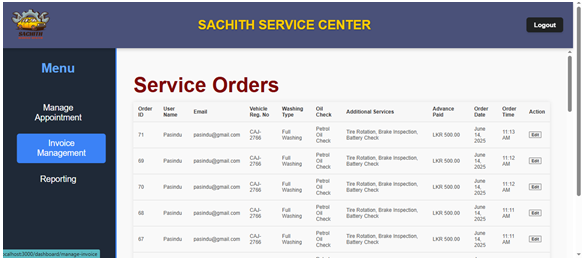 SACHITH
SACHITH SERVICE CENTER
Logout
Menu
Manage
Appointment
Invoice
Management
Reporting
Service Orders
Order ID User Name Email Vehicle Reg. No Washing Type Oil Check Additional Services Advance Paid Order Date Order Time Action
71 Pasindu pasindu@gmail.com CAJ-2766 Full Washing Petrol Oil Check Tire Rotation, Brake Inspection, Battery Check LKR 500.00 June 14, 2025 11:13 AM Edit
69 Pasindu pasindu@gmail.com CAJ-2766 Full Washing Petrol Oil Check Tire Rotation, Brake Inspection, Battery Check LKR 500.00 June 14, 2025 11:12 AM Edit
70 Pasindu pasindu@gmail.com CAJ-2766 Full Washing Petrol Oil Check Tire Rotation, Brake Inspection, Battery Check LKR 500.00 June 14, 2025 11:12 AM Edit
68 Pasindu pasindu@gmail.com CAJ-2766 Full Washing Petrol Oil Check Tire Rotation, Brake Inspection, Battery Check LKR 500.00 June 14, 2025 11:11 AM Edit
67 Pasindu pasindu@gmail.com CAJ-2766 Full Washing Petrol Oil Check Tire Rotation, Brake Inspection, Battery Check LKR 500.00 June 14, 2025 11:11 AM Edit
ocalhost:3000/dashboard/manage-invoice